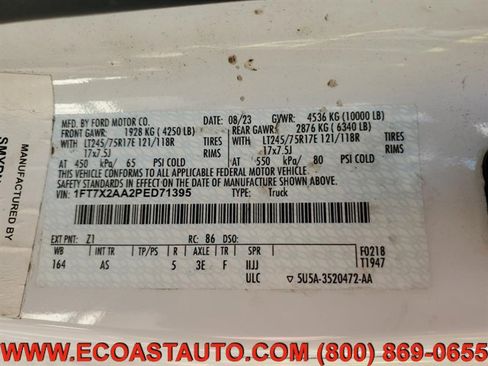 MANUFACTURED BY
MFD. BY FORD MOTOR CO.
DATE: 08/23 GVWR: 4536 KG (10000 LB)
FRONT GAWR: 1928 KG (4250 LB) REAR GAWR: 2876 KG (6340 LB)
WITH LT245/75R17E 121/118R TIRES WITH LT245/75R17E 121/118R TIRES
17x7.5J RIMS 17x7.5J RIMS
AT 450 kPa/ 65 PSI COLD AT 550 kPa/ 80 PSI COLD
THIS VEHICLE CONFORMS TO ALL APPLICABLE FEDERAL MOTOR
VEHICLE SAFETY STANDARDS IN EFFECT ON THE DATE OF MANUFACTURE SHOWN ABOVE.
VIN: 1FT7X2AA2PED71395 TYPE: Truck
EXT PNT: Z1 RC: 86 DSO:
WB INT TR TP/PS R AXLE TR SPR F0218
164 AS 5 3E F IIJJ T1947
ULC ▽ 5U5A-3520472-AA
WWW.ECOASTAUTO.COM (800) 869-0655